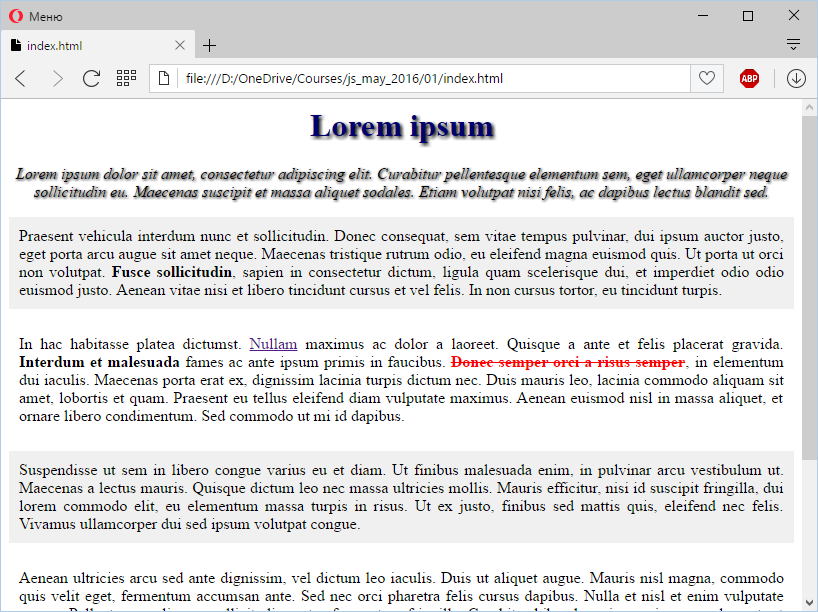 Меню
index.html
file:///D:/OneDrive/Courses/js_may_2016/01/index.html
ABP
Lorem ipsum
Lorem ipsum dolor sit amet, consectetur adipiscing elit. Curabitur pellentesque elementum sem, eget ullamcorper neque
sollicitudin eu. Maecenas suscipit et massa aliquet sodales. Etiam volutpat nisi felis, ac dapibus lectus blandit sed.
Praesent vehicula interdum nunc et sollicitudin. Donec consequat, sem vitae tempus pulvinar, dui ipsum auctor justo,
eget porta arcu augue sit amet neque. Maecenas tristique rutrum odio, eu eleifend magna euismod quis. Ut porta ut orci
non volutpat. Fusce sollicitudin, sapien in consectetur dictum, ligula quam scelerisque dui, et imperdiet odio odio
euismod justo. Aenean vitae nisi et libero tincidunt cursus et vel felis. In non cursus tortor, eu tincidunt turpis.
In hac habitasse platea dictumst. Nullam maximus ac dolor a laoreet. Quisque a ante et felis placerat gravida.
Interdum et malesuada fames ac ante ipsum primis in faucibus. Donec semper orci a risus semper, in elementum
dui iaculis. Maecenas porta erat ex, dignissim lacinia turpis dictum nec. Duis mauris leo, lacinia commodo aliquam sit
amet, lobortis et quam. Praesent eu tellus eleifend diam vulputate maximus. Aenean euismod nisl in massa aliquet, et
ornare libero condimentum. Sed commodo ut mi id dapibus.
Suspendisse ut sem in libero congue varius eu et diam. Ut finibus malesuada enim, in pulvinar arcu vestibulum ut.
Maecenas a lectus mauris. Quisque dictum leo nec massa ultricies mollis. Mauris efficitur, nisi id suscipit fringilla, dui
lorem commodo elit, eu elementum massa turpis in risus. Ut ex justo, finibus sed mattis quis, eleifend nec felis.
Vivamus ullamcorper dui sed ipsum volutpat congue.
Aenean ultricies arcu sed ante dignissim, vel dictum leo iaculis. Duis ut aliquet augue. Mauris nisl magna, commodo
quis velit eget, fermentum accumsan ante. Sed nec orci pharetra felis cursus dapibus. Nulla et nisl et enim vulputate